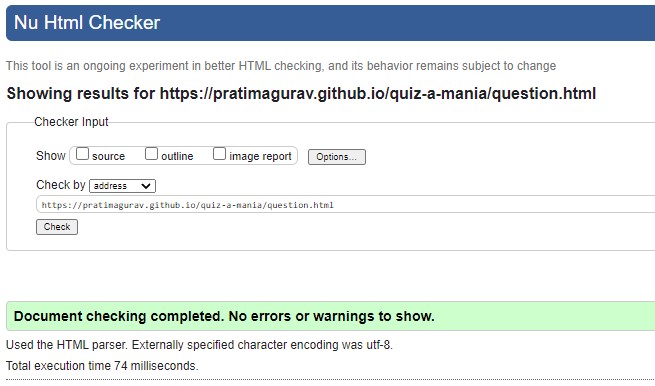 Nu Html Checker
This tool is an ongoing experiment in better HTML checking, and its behavior remains subject to change
Showing results for https://pratimagurav.github.io/quiz-a-mania/question.html
Checker Input
Show source outline image report Options...
Check by address
https://pratimagurav.github.io/quiz-a-mania/question.html
Check
Document checking completed. No errors or warnings to show.
Used the HTML parser. Externally specified character encoding was utf-8.
Total execution time 74 milliseconds.